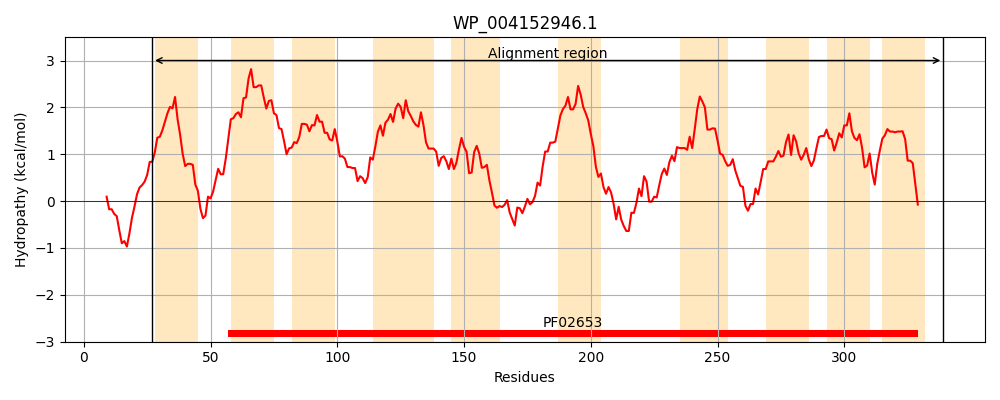 WP_004152946.1
Alignment region
3
2
1
0
−1
−2
−3
Hydropathy (kcal/mol)
PF02653
0 50 100 150 200 250 300
Residues